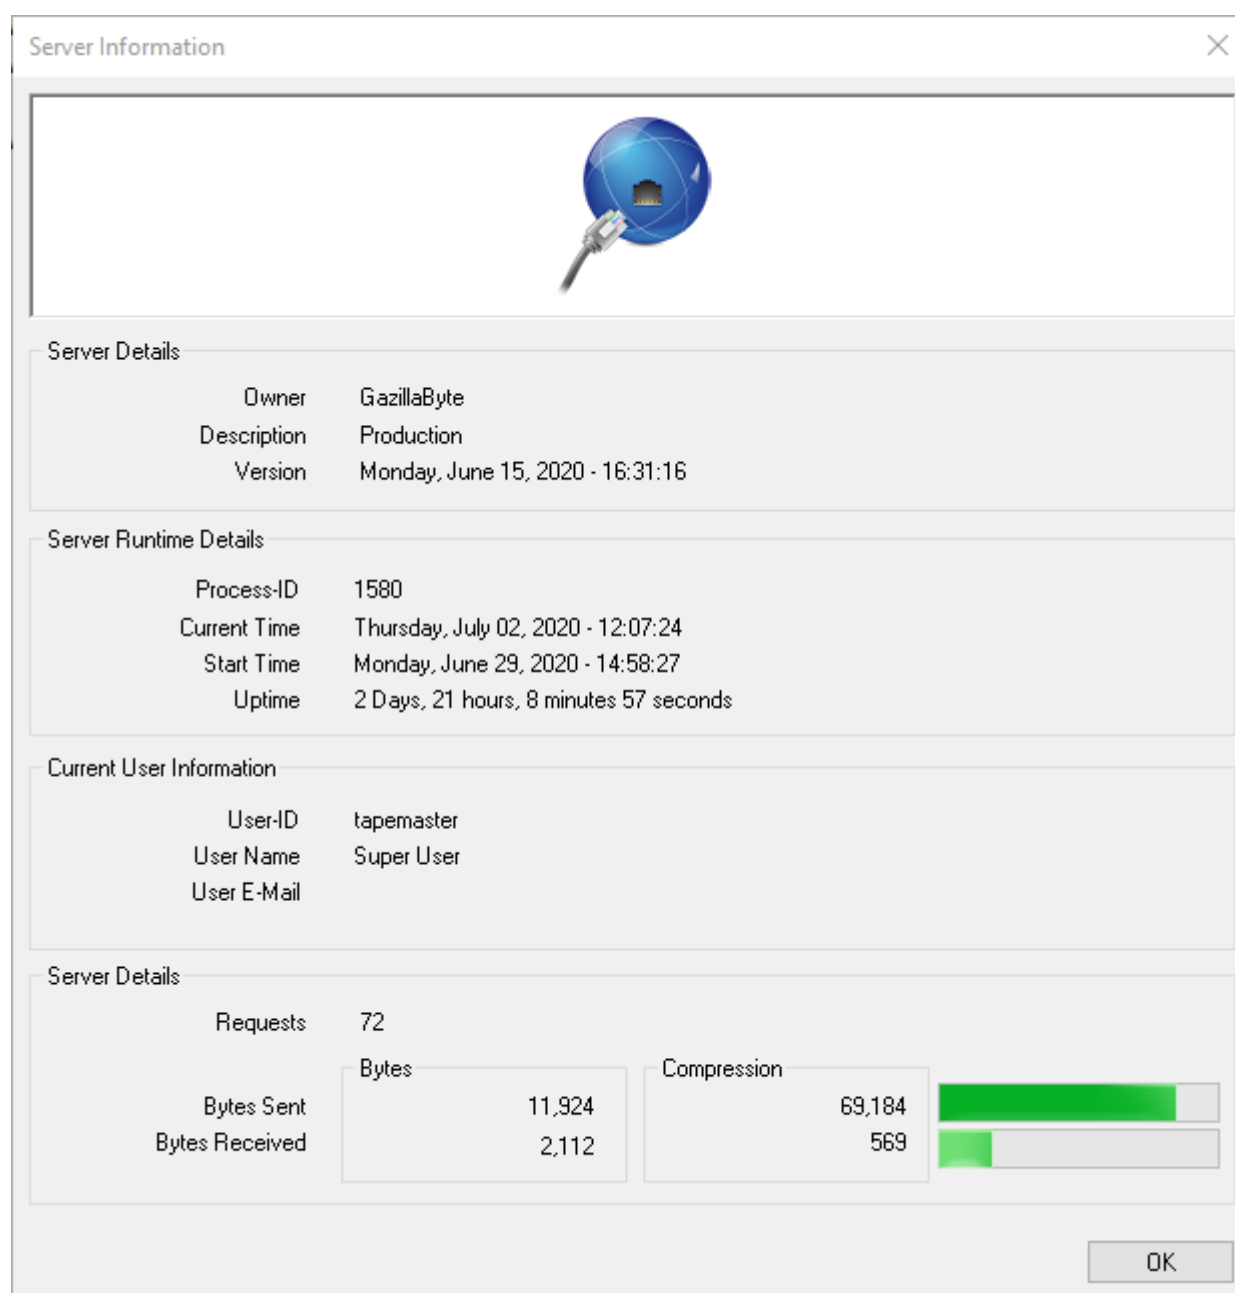 Server Information
Server Details
Owner GazillaByte
Description Production
Version Monday, June 15, 2020 - 16:31:16
Server Runtime Details
Process-ID 1580
Current Time Thursday, July 02, 2020 - 12:07:24
Start Time Monday, June 29, 2020 - 14:58:27
Uptime 2 Days, 21 hours, 8 minutes 57 seconds
Current User Information
User-ID tapemaster
User Name Super User
User E-Mail
Server Details
Requests 72
Bytes Compression
Bytes Sent 11,924 69,184
Bytes Received 2,112 569
OK